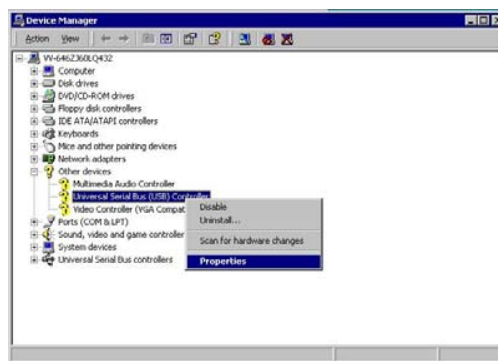 Device Manager
Action View
VV-646ZJ60LQ432
Computer
Disk drives
DVD/CD-ROM drives
Floppy disk controllers
IDE ATA/ATAPI controllers
Keyboards
Mice and other pointing devices
Network adapters
Other devices
Multimedia Audio Controller
Universal Serial Bus (USB) Controller
Video Controller (VGA Compat
Ports (COM & LPT)
Sound, video and game controller
System devices
Universal Serial Bus controllers
Disable
Uninstall...
Scan for hardware changes
Properties